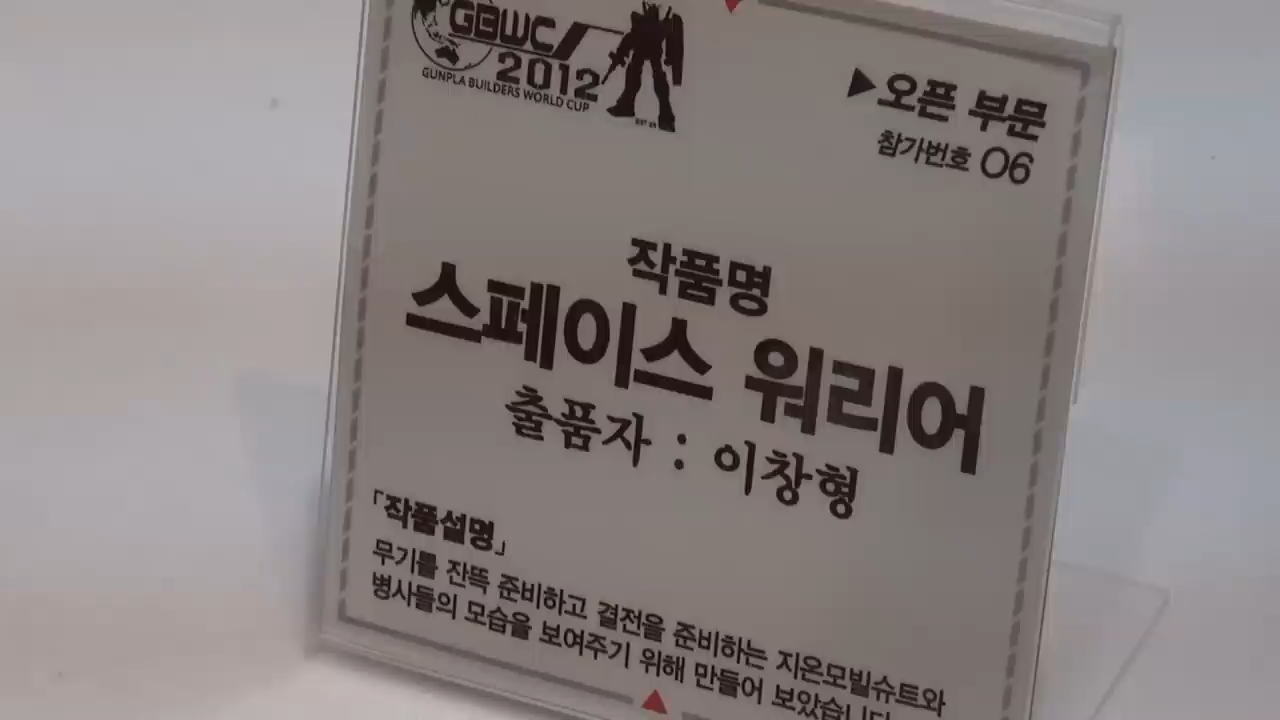 GBWC
2012
GUNPLA BUILDERS WORLD CUP
▶오픈 부문
참가번호 06
작품명
스페이스 워리어
출품자 : 이창형
「작품설명」
무기를 잔뜩 준비하고 결전을 준비하는 지온모빌슈트와
병사들의 모습을 보여주기 위해 만들어 보았습니다